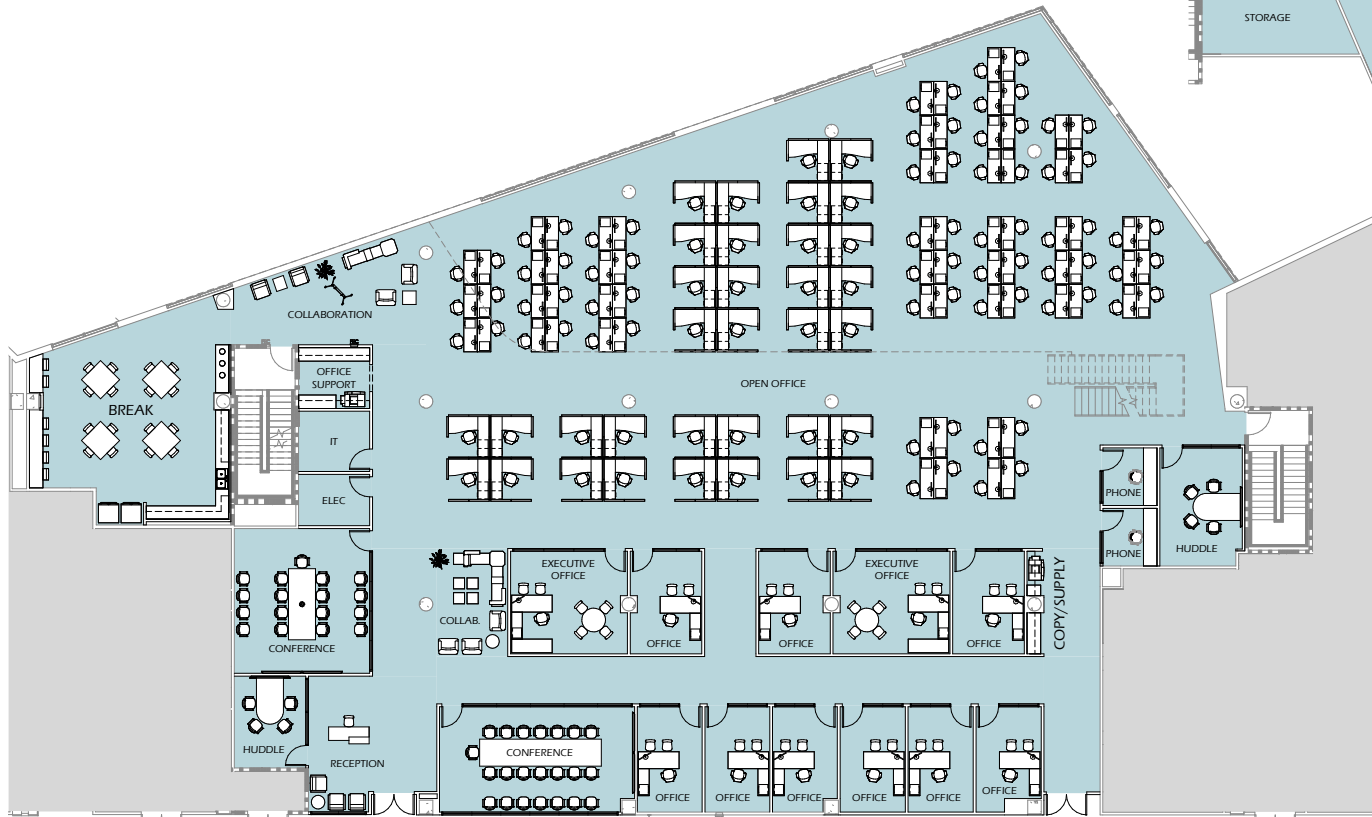 STORAGE
COLLABORATION
OFFICE
SUPPORT
OPEN OFFICE
BREAK
IT
ELEC
PHONE
PHONE
HUDDLE
EXECUTIVE
OFFICE
EXECUTIVE
OFFICE
COLLAB.
OFFICE
OFFICE
OFFICE
COPY/SUPPLY
CONFERENCE
HUDDLE
RECEPTION
CONFERENCE
OFFICE
OFFICE
OFFICE
OFFICE
OFFICE
OFFICE